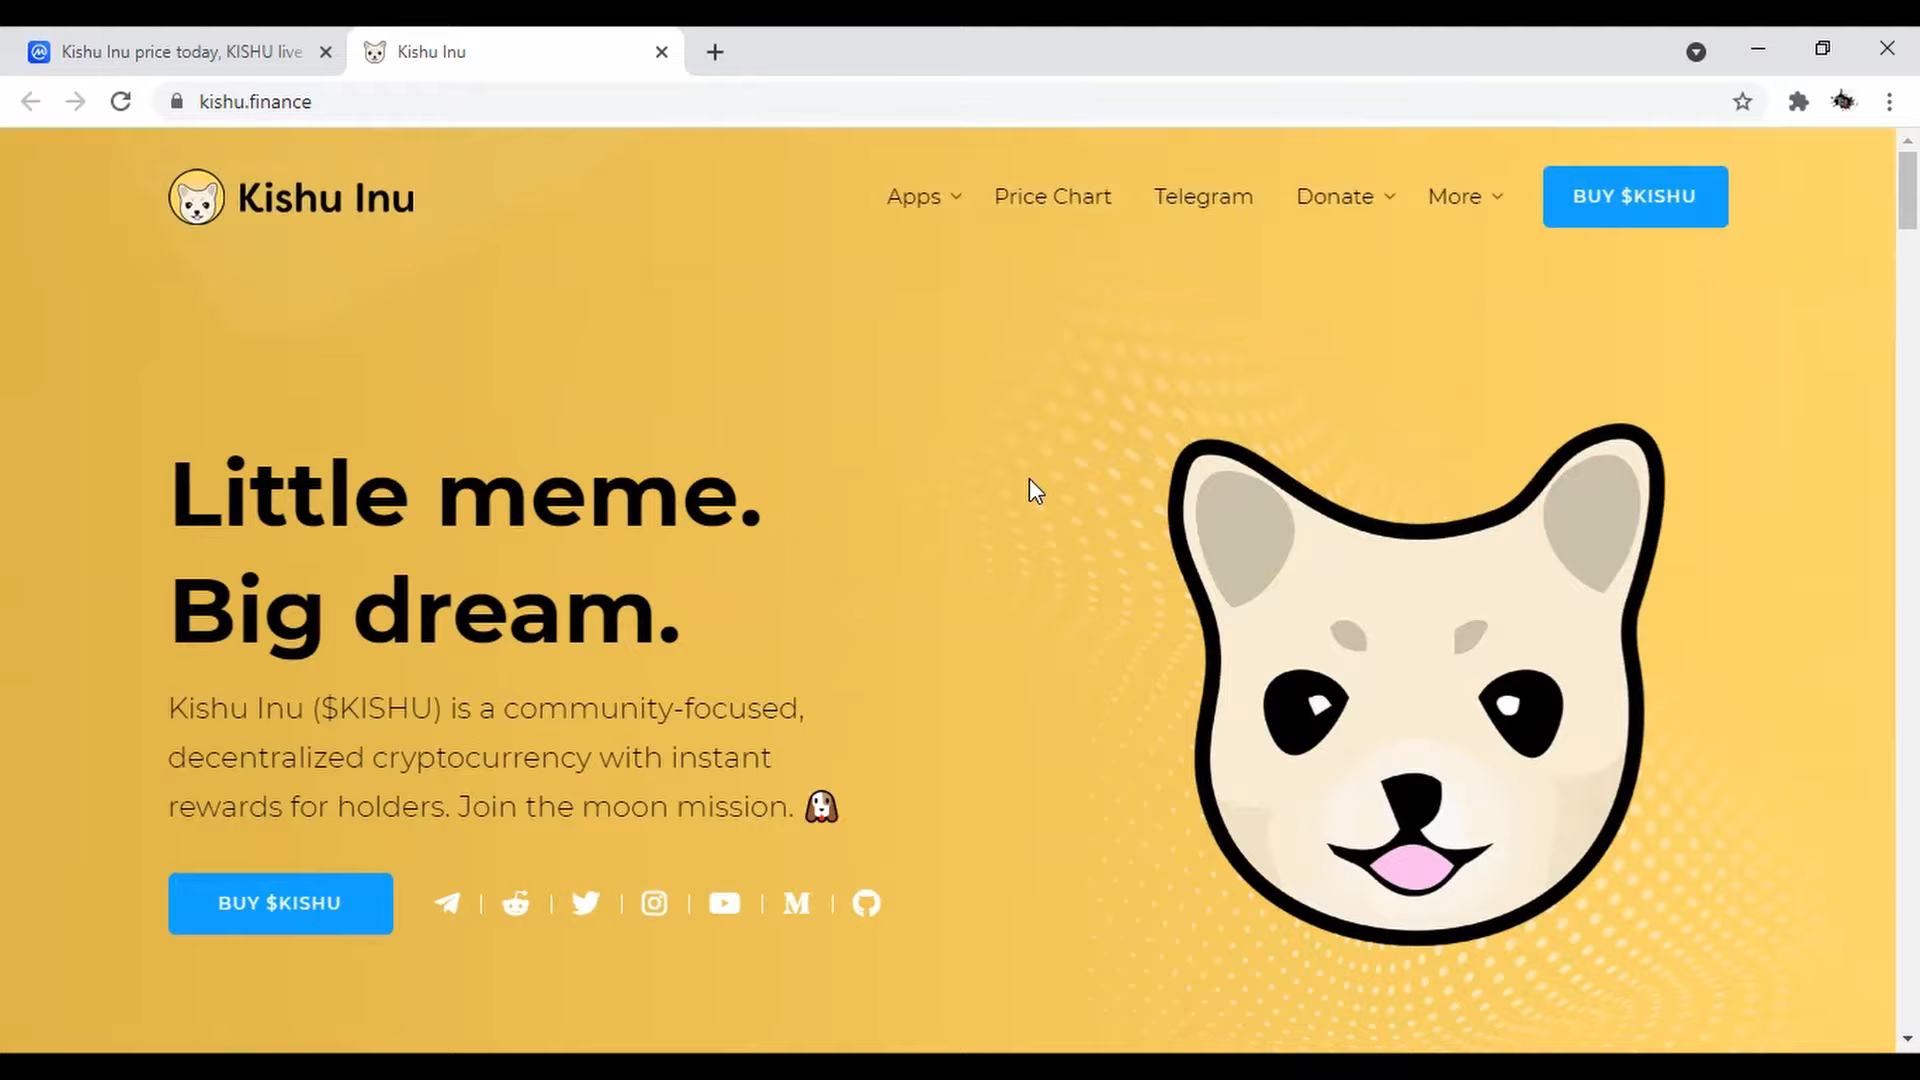 Kishu Inu price today, KISHU live
Kishu Inu
kishu.finance
Kishu Inu
Apps
Price Chart
Telegram
Donate
More
BUY $KISHU
Little meme.
Big dream.
Kishu Inu ($KISHU) is a community-focused,
decentralized cryptocurrency with instant
rewards for holders. Join the moon mission.
BUY $KISHU